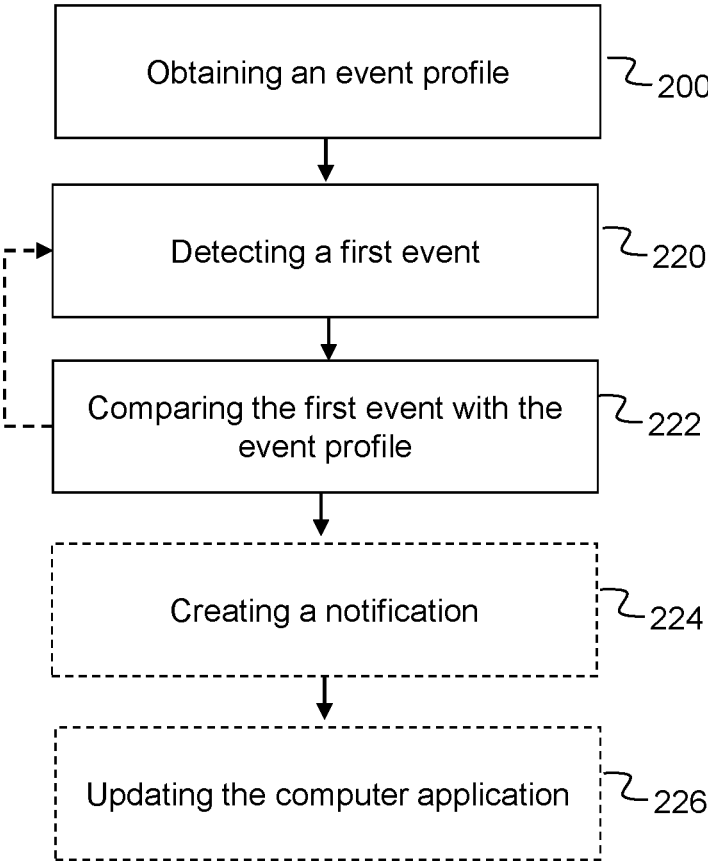 Obtaining an event profile
200
Detecting a first event
220
Comparing the first event with the
event profile
222
Creating a notification
224
Updating the computer application
226